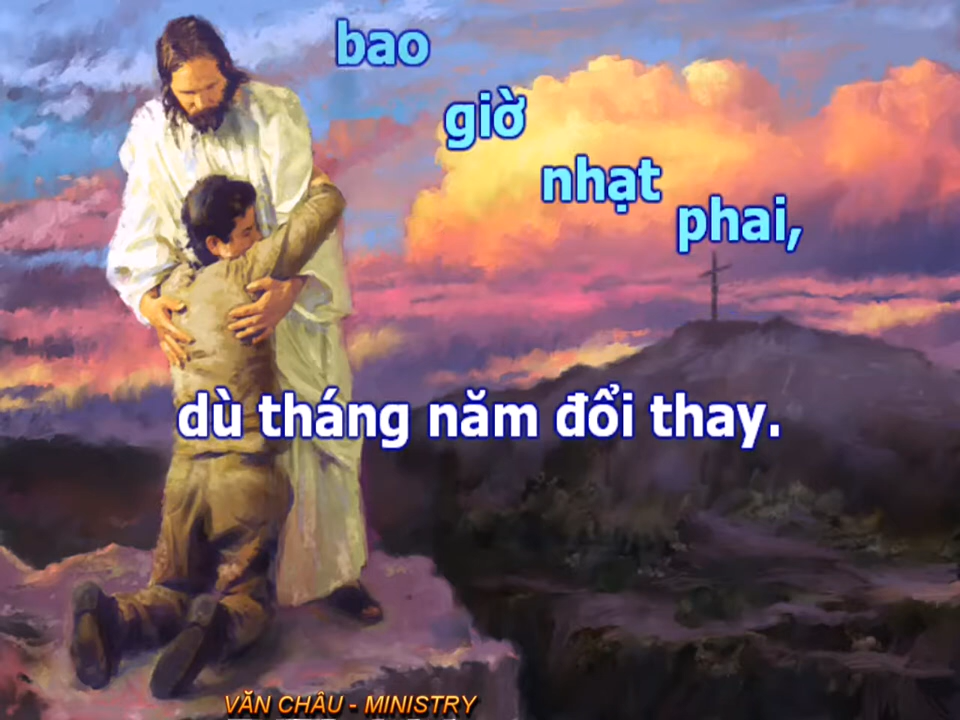 bao
giờ
nhạt
phai,
dù tháng năm đổi thay.
VĂN CHÂU - MINISTRY